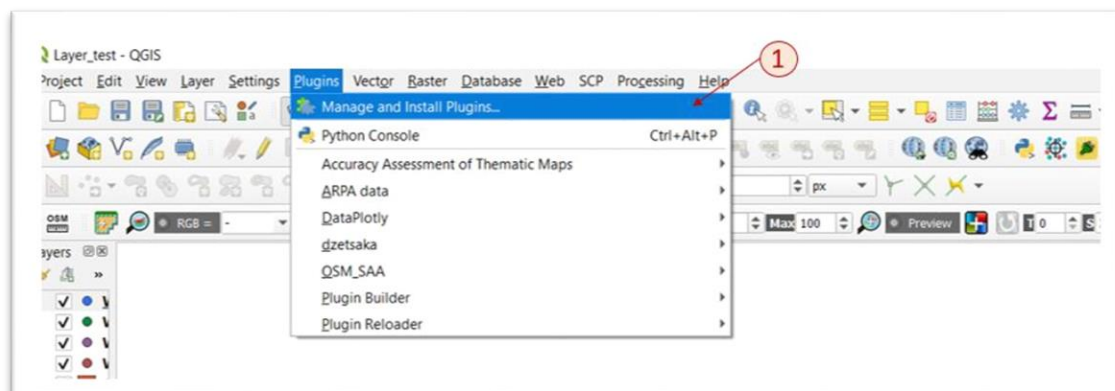 Layer_test - QGIS
1
Project Edit View Layer Settings Plugins Vector Raster Database Web SCP Processing Help
Manage and Install Plugins...
Python Console Ctrl+Alt+P
Accuracy Assessment of Thematic Maps
px
ARPA data
OSM RGB = - DataPlotly Max 100 Preview T 0 S
dzetsaka
ayers
QSM_SAA
Plugin Builder
Plugin Reloader